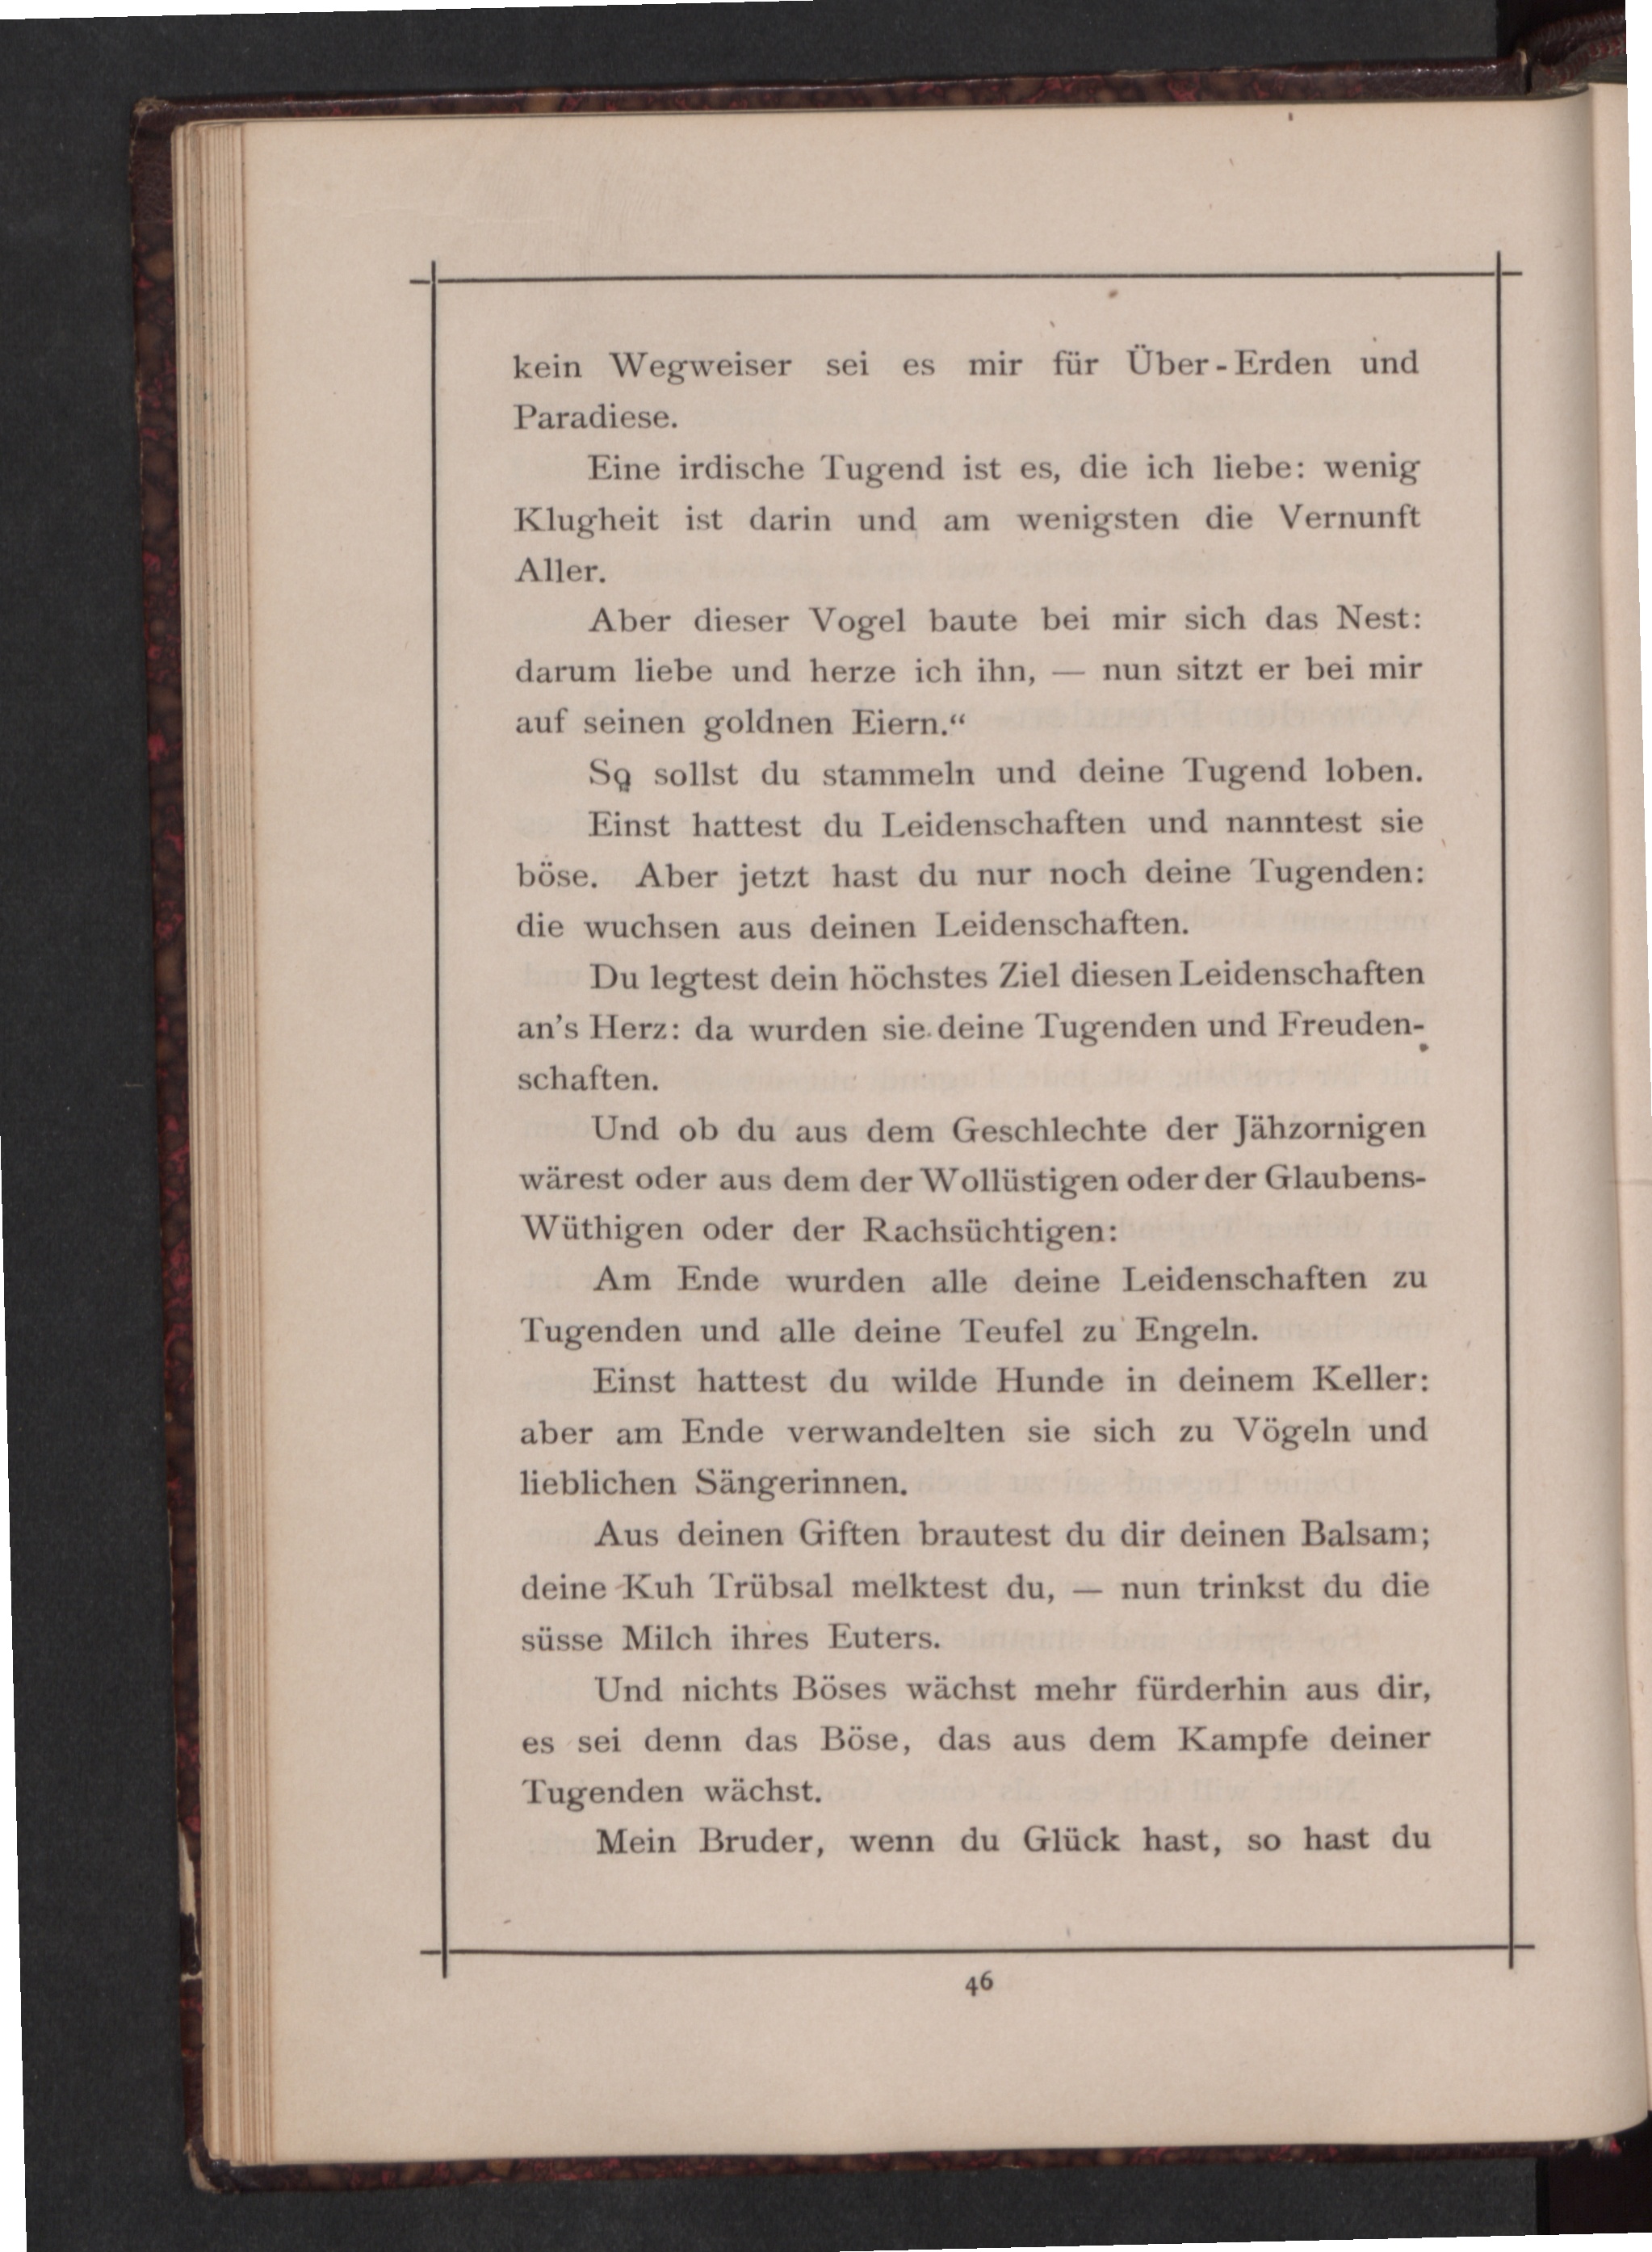 kein Wegweiser sei es mir für Über-Erden und
Paradiese.
Eine irdische Tugend ist es, die ich liebe: wenig
Klugheit ist darin und am wenigsten die Vernunft
Aller.
Aber dieser Vogel baute bei mir sich das Nest:
darum liebe und herze ich ihn, — nun sitzt er bei mir
auf seinen goldnen Eiern.“
So sollst du stammeln und deine Tugend loben.
Einst hattest du Leidenschaften und nanntest sie
böse. Aber jetzt hast du nur noch deine Tugenden:
die wuchsen aus deinen Leidenschaften.
Du legtest dein höchstes Ziel diesen Leidenschaften
an’s Herz: da wurden sie deine Tugenden und Freuden-
schaften.
Und ob du aus dem Geschlechte der Jähzornigen
wärest oder aus dem der Wollüstigen oder der Glaubens-
Wüthigen oder der Rachsüchtigen:
Am Ende wurden alle deine Leidenschaften zu
Tugenden und alle deine Teufel zu Engeln.
Einst hattest du wilde Hunde in deinem Keller:
aber am Ende verwandelten sie sich zu Vögeln und
lieblichen Sängerinnen.
Aus deinen Giften brautest du dir deinen Balsam;
deine Kuh Trübsal melktest du, — nun trinkst du die
süsse Milch ihres Euters.
Und nichts Böses wächst mehr fürderhin aus dir,
es sei denn das Böse, das aus dem Kampfe deiner
Tugenden wächst.
Mein Bruder, wenn du Glück hast, so hast du
46